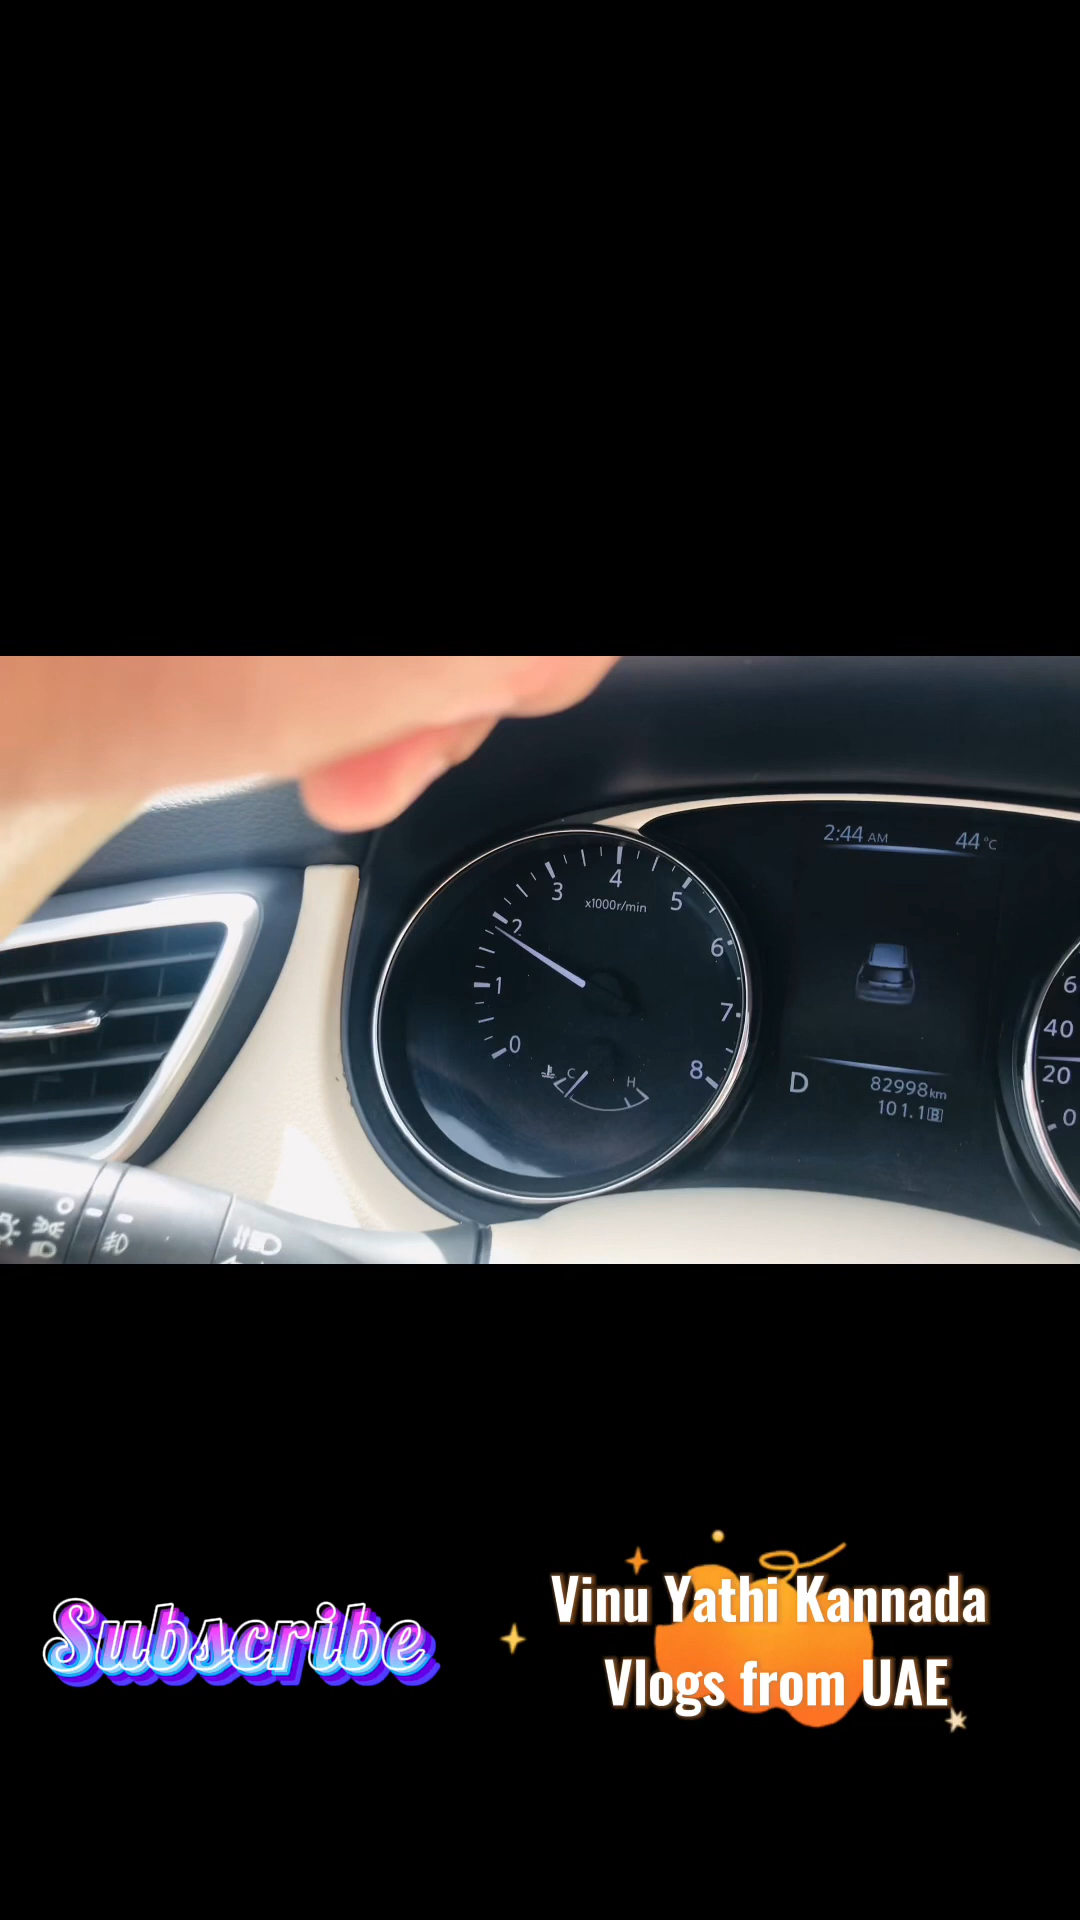 2:44 AM 44°C
0 1 2 3 4 5 6 7 8
x1000r/min
C H
D 82998km
101.1 B
6
40
20
0
Subscribe
Vinu Yathi Kannada
Vlogs from UAE